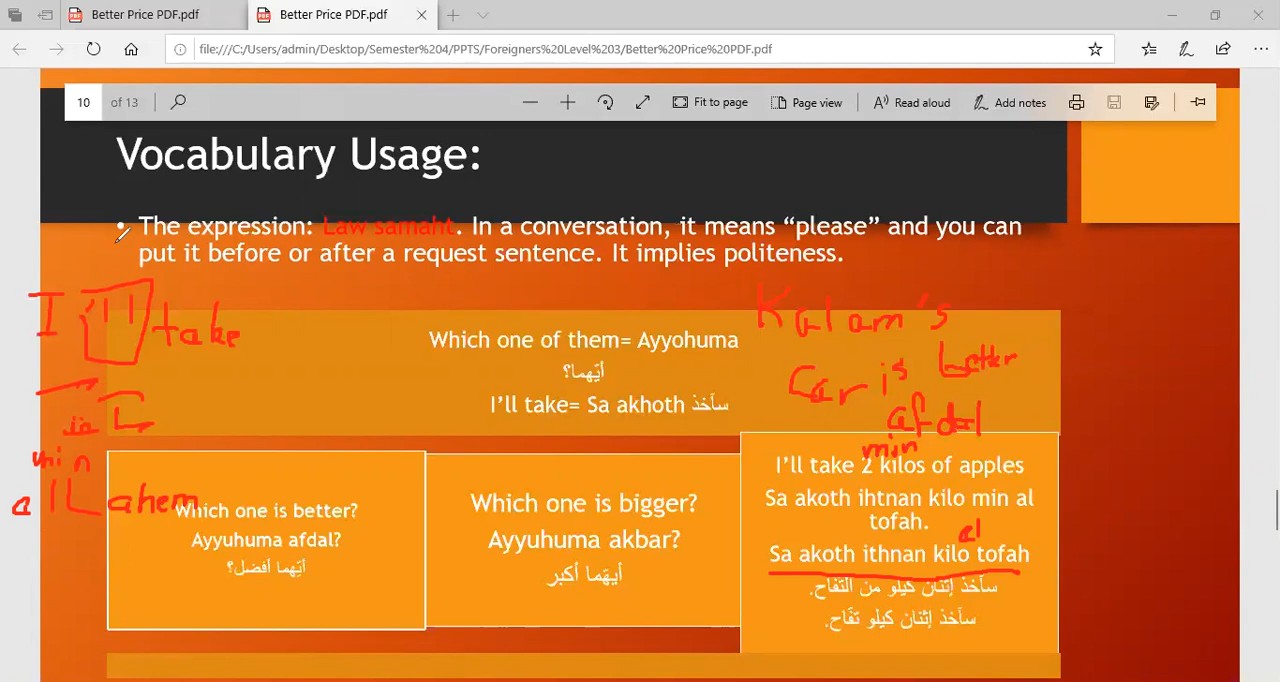 Better Price PDF.pdf
Better Price PDF.pdf
file:///C:/Users/admin/Desktop/Semester%204/PPTS/Foreigners%20Level%203/Better%20Price%20PDF.pdf
10 of 13
Fit to page
Page view
Read aloud
Add notes
Vocabulary Usage:
• The expression: Law samaht. In a conversation, it means “please” and you can
put it before or after a request sentence. It implies politeness.
I'll take
min
al Lahem
Kalam's
Car is better
afdal
min
Which one of them= Ayyohuma
أيّهما؟
I’ll take= Sa akhoth سآخذ
Which one is better?
Ayyuhuma afdal?
أيّهما أفضل؟
Which one is bigger?
Ayyuhuma akbar?
أيهّما أكبر
I’ll take 2 kilos of apples
Sa akoth ihtnan kilo min al
tofah.
al
Sa akoth ithnan kilo tofah
سآخذ إثنان كيلو من التفاح.
سآخذ إثنان كيلو تفّاح.